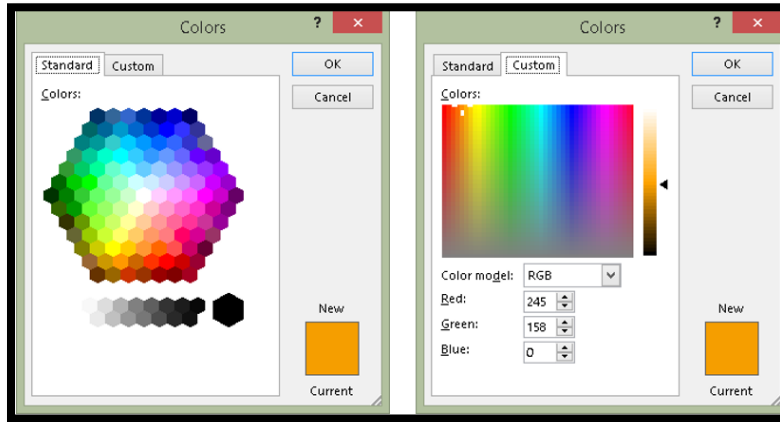 Colors ?
Standard Custom OK
Colors: Cancel
New
Current
Colors ?
Standard Custom OK
Colors: Cancel
Color model: RGB
Red: 245
Green: 158
Blue: 0
New
Current